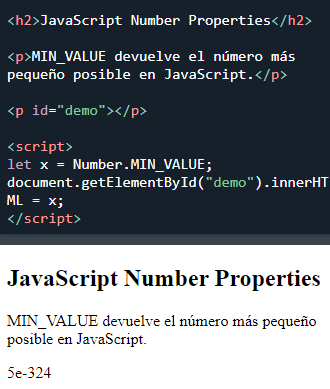 <h2>JavaScript Number Properties</h2>
<p>MIN_VALUE devuelve el número más
pequeño posible en JavaScript.</p>
<p id="demo"></p>
<script>
let x = Number.MIN_VALUE;
document.getElementById("demo").innerHT
ML = x;
</script>
JavaScript Number Properties
MIN_VALUE devuelve el número más pequeño
posible en JavaScript.
5e-324